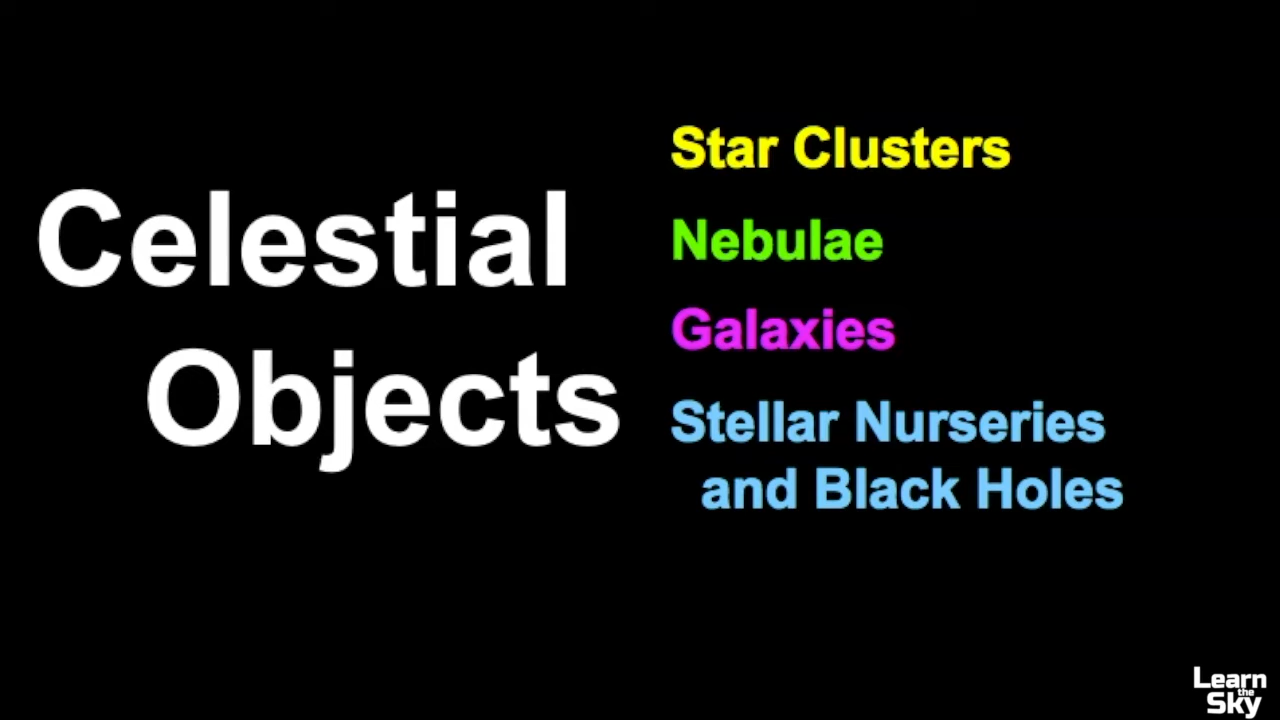 Celestial
Objects
Star Clusters
Nebulae
Galaxies
Stellar Nurseries
and Black Holes
Learn
the
Sky